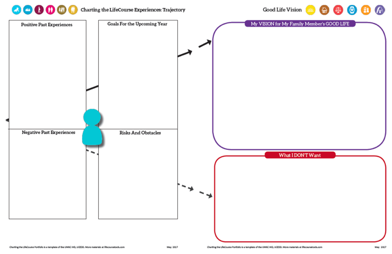 Charting the LifeCourse Experiences: Trajectory
Good Life Vision
Positive Past Experiences
Goals For the Upcoming Year
My VISION for My Family Member's GOOD LIFE
Negative Past Experiences
Risks And Obstacles
What I DON'T Want